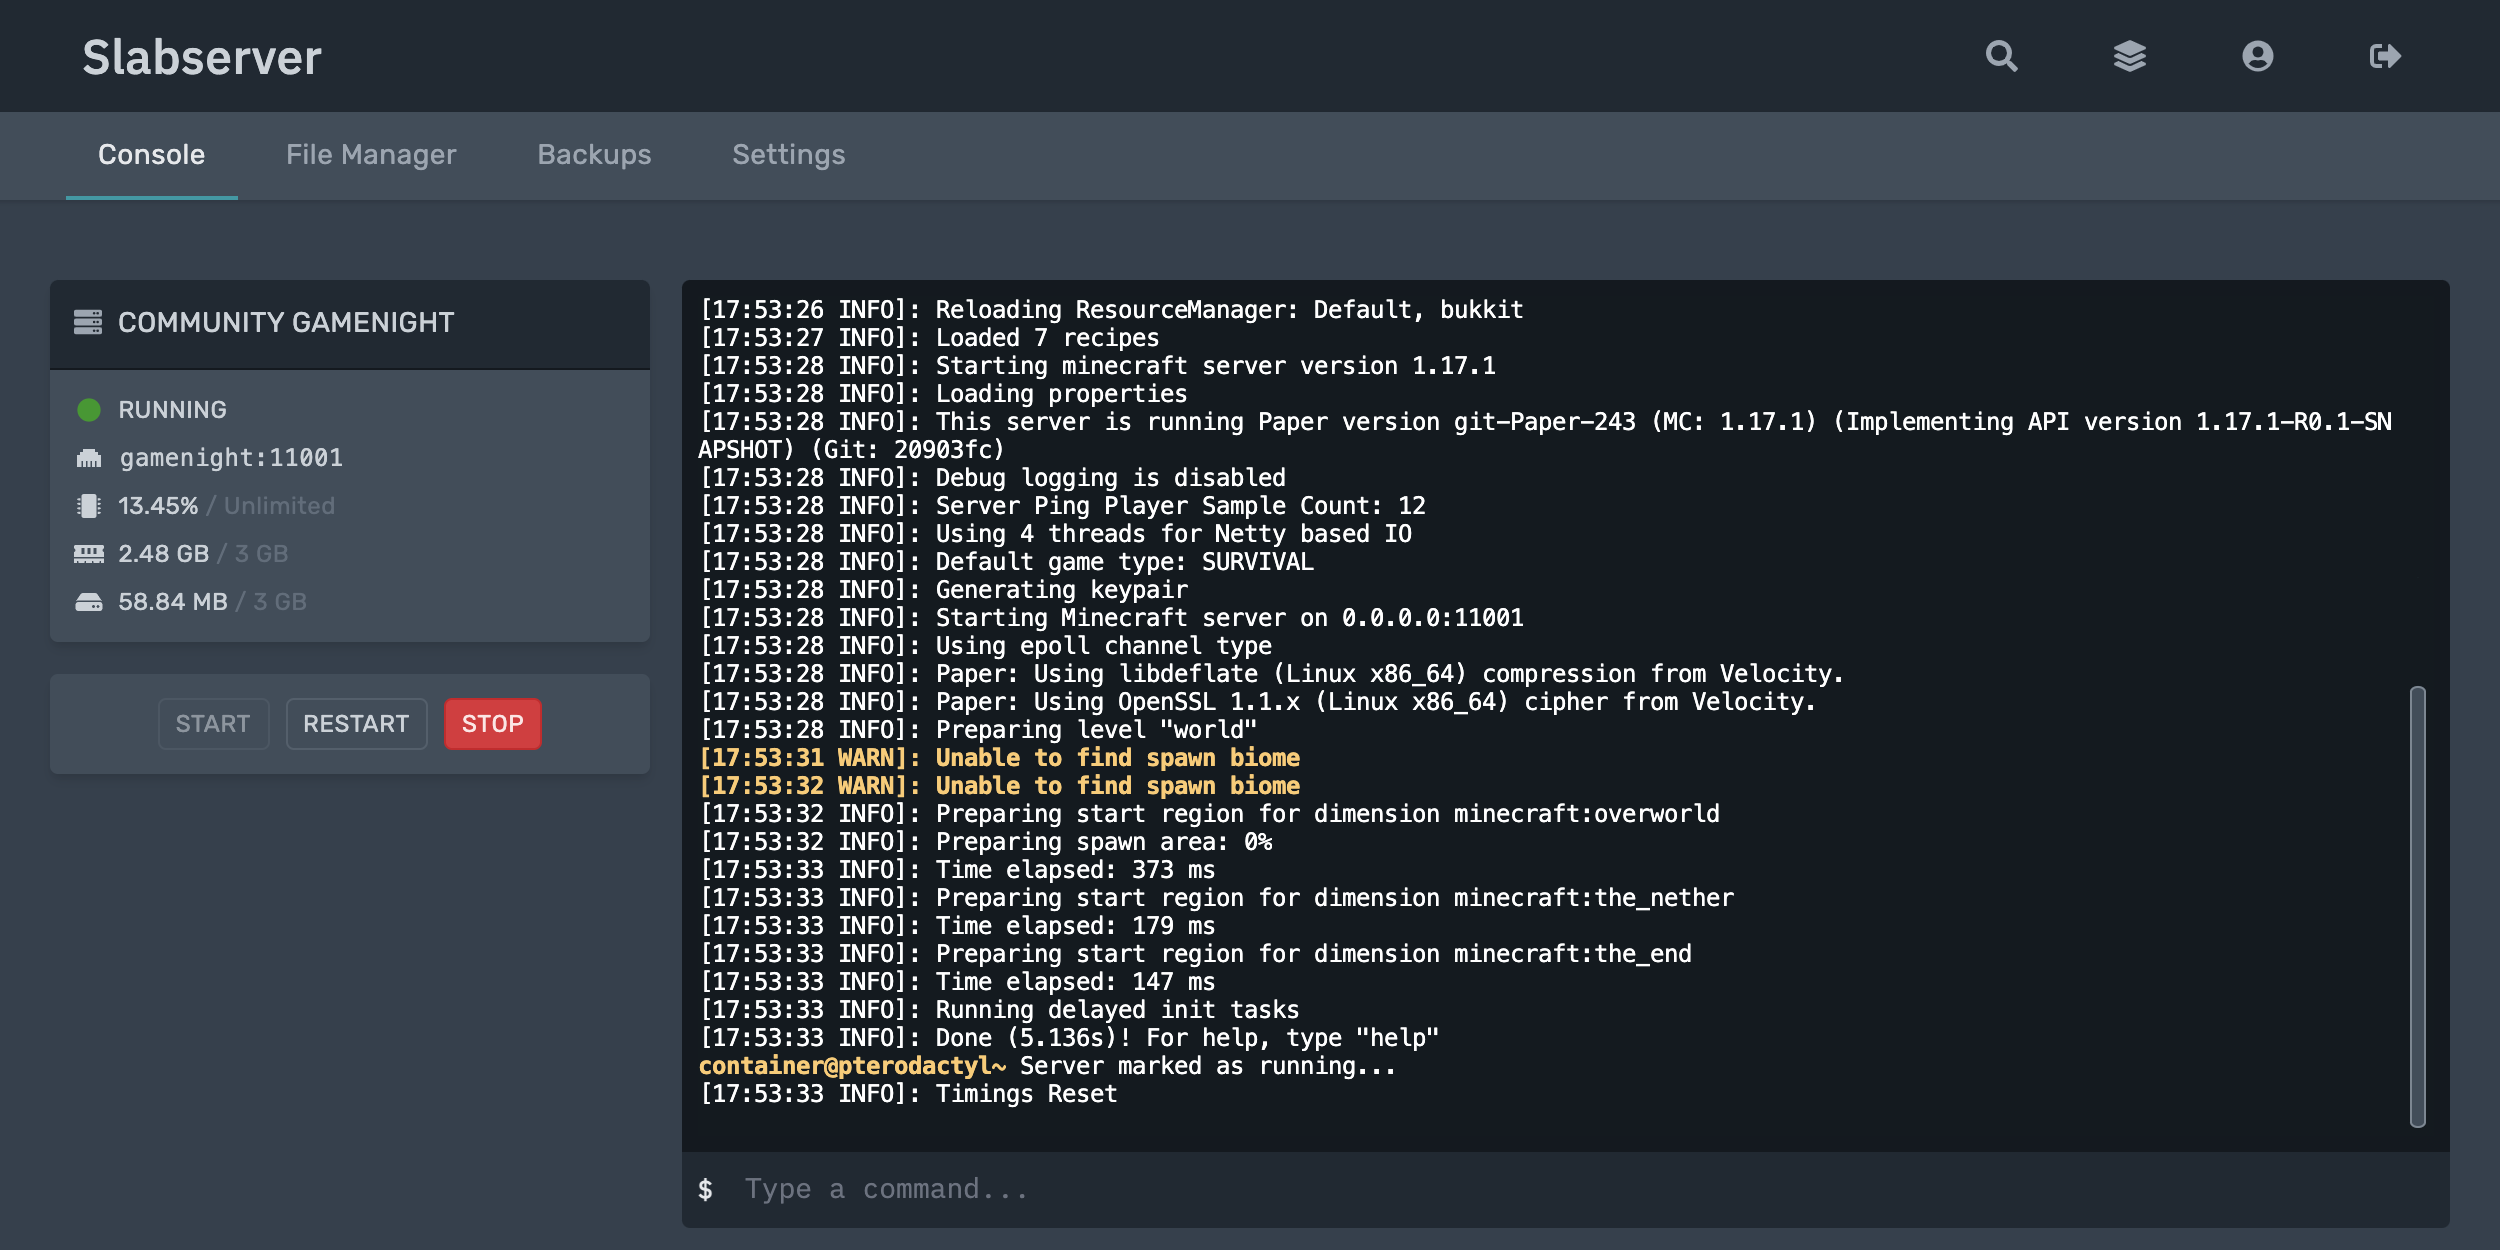 Slabserver
Console
File Manager
Backups
Settings
COMMUNITY GAMENIGHT
RUNNING
gamenight:11001
13.45% / Unlimited
2.48 GB / 3 GB
58.84 MB / 3 GB
START
RESTART
STOP
[17:53:26 INFO]: Reloading ResourceManager: Default, bukkit
[17:53:27 INFO]: Loaded 7 recipes
[17:53:28 INFO]: Starting minecraft server version 1.17.1
[17:53:28 INFO]: Loading properties
[17:53:28 INFO]: This server is running Paper version git-Paper-243 (MC: 1.17.1) (Implementing API version 1.17.1-R0.1-SN
APSHOT) (Git: 20903fc)
[17:53:28 INFO]: Debug logging is disabled
[17:53:28 INFO]: Server Ping Player Sample Count: 12
[17:53:28 INFO]: Using 4 threads for Netty based IO
[17:53:28 INFO]: Default game type: SURVIVAL
[17:53:28 INFO]: Generating keypair
[17:53:28 INFO]: Starting Minecraft server on 0.0.0.0:11001
[17:53:28 INFO]: Using epoll channel type
[17:53:28 INFO]: Paper: Using libdeflate (Linux x86_64) compression from Velocity.
[17:53:28 INFO]: Paper: Using OpenSSL 1.1.x (Linux x86_64) cipher from Velocity.
[17:53:28 INFO]: Preparing level "world"
[17:53:31 WARN]: Unable to find spawn biome
[17:53:32 WARN]: Unable to find spawn biome
[17:53:32 INFO]: Preparing start region for dimension minecraft:overworld
[17:53:32 INFO]: Preparing spawn area: 0%
[17:53:33 INFO]: Time elapsed: 373 ms
[17:53:33 INFO]: Preparing start region for dimension minecraft:the_nether
[17:53:33 INFO]: Time elapsed: 179 ms
[17:53:33 INFO]: Preparing start region for dimension minecraft:the_end
[17:53:33 INFO]: Time elapsed: 147 ms
[17:53:33 INFO]: Running delayed init tasks
[17:53:33 INFO]: Done (5.136s)! For help, type "help"
container@pterodactyl~ Server marked as running...
[17:53:33 INFO]: Timings Reset
$ Type a command...